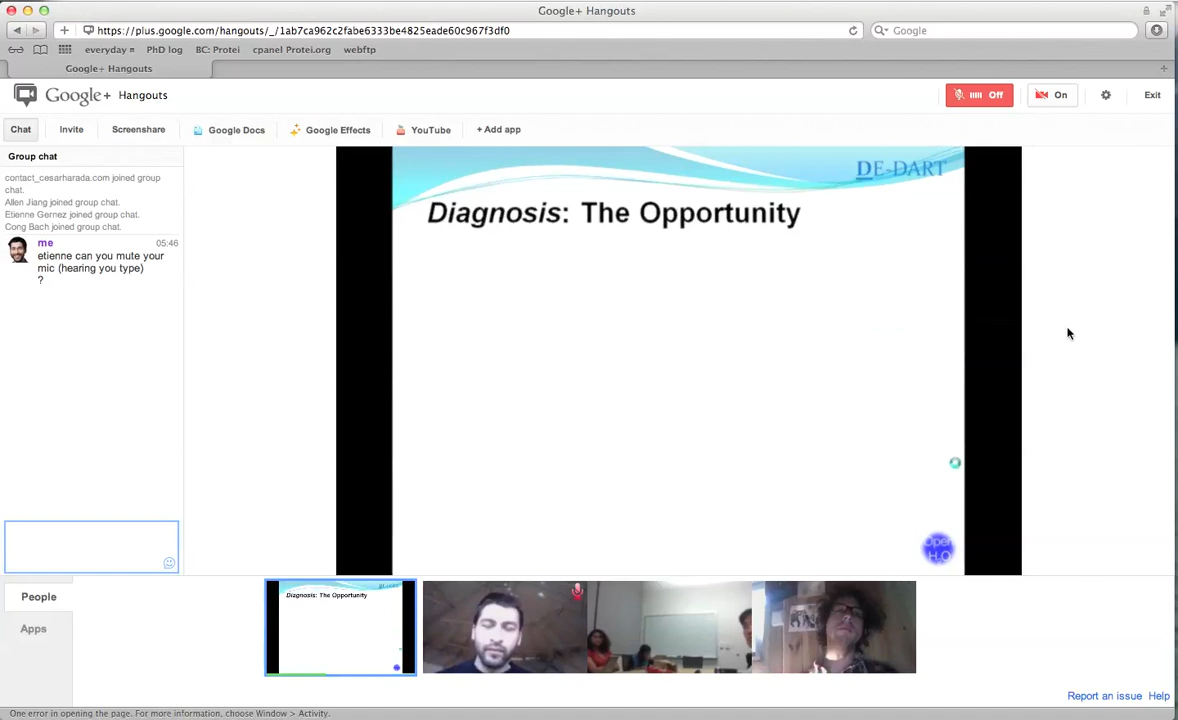 Google+ Hangouts
https://plus.google.com/hangouts/_/1ab7ca962c2fabe6333be4825eade60c967f3df0
Google
everyday
PhD log
BC: Protei
cpanel Protei.org
webftp
Google+ Hangouts
Google+ Hangouts
Off
On
Exit
Chat
Invite
Screenshare
Google Docs
Google Effects
YouTube
+ Add app
Group chat
contact_cesarharada.com joined group
chat.
Allen Jiang joined group chat.
Etienne Gernez joined group chat.
Cong Bach joined group chat.
me 05:46
etienne can you mute your
mic (hearing you type)
?
DE-DART
Diagnosis: The Opportunity
Open
H.O
People
Apps
Diagnosis: The Opportunity
Report an issue Help
One error in opening the page. For more information, choose Window > Activity.